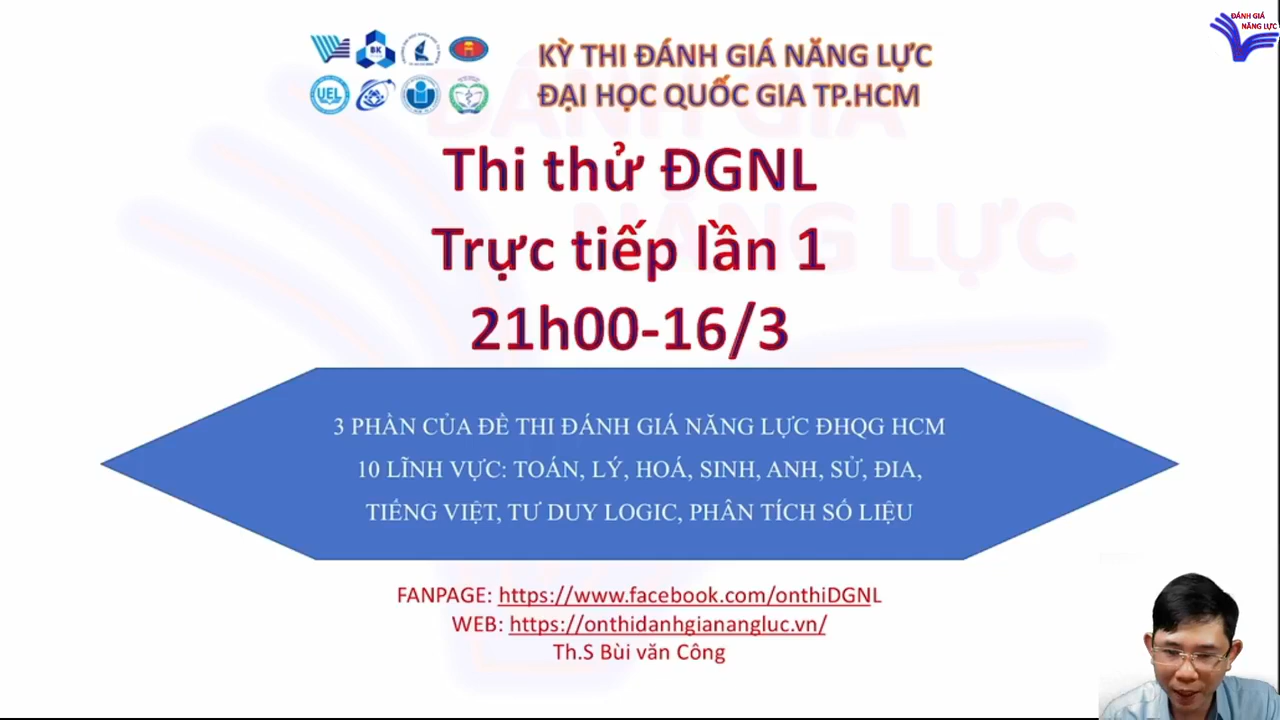 KỲ THI ĐÁNH GIÁ NĂNG LỰC
ĐẠI HỌC QUỐC GIA TP.HCM
ĐÁNH GIÁ
NĂNG LỰC
UEL
BK
Thi thử ĐGNL
Trực tiếp lần 1
21h00-16/3
3 PHẦN CỦA ĐỀ THI ĐÁNH GIÁ NĂNG LỰC ĐHQG HCM
10 LĨNH VỰC: TOÁN, LÝ, HOÁ, SINH, ANH, SỬ, ĐIA,
TIẾNG VIỆT, TƯ DUY LOGIC, PHÂN TÍCH SỐ LIỆU
FANPAGE: https://www.facebook.com/onthiDGNL
WEB: https://onthidanhgianangluc.vn/
Th.S Bùi văn Công